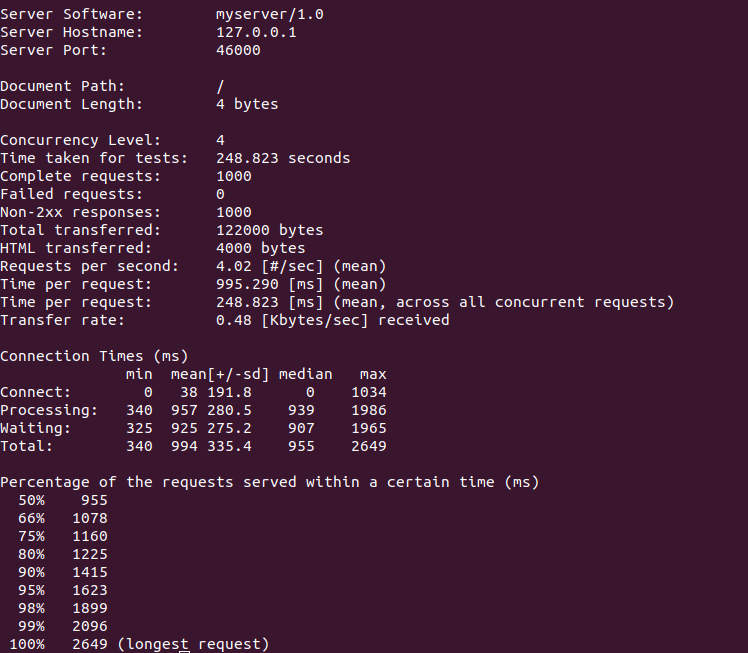 Server Software:        myserver/1.0
Server Hostname:        127.0.0.1
Server Port:            46000

Document Path:          /
Document Length:        4 bytes

Concurrency Level:      4
Time taken for tests:   248.823 seconds
Complete requests:      1000
Failed requests:        0
Non-2xx responses:      1000
Total transferred:      122000 bytes
HTML transferred:       4000 bytes
Requests per second:    4.02 [#/sec] (mean)
Time per request:       995.290 [ms] (mean)
Time per request:       248.823 [ms] (mean, across all concurrent requests)
Transfer rate:          0.48 [Kbytes/sec] received

Connection Times (ms)
              min  mean[+/-sd] median   max
Connect:        0   38 191.8      0    1034
Processing:   340  957 280.5    939    1986
Waiting:      325  925 275.2    907    1965
Total:        340  994 335.4    955    2649

Percentage of the requests served within a certain time (ms)
  50%    955
  66%   1078
  75%   1160
  80%   1225
  90%   1415
  95%   1623
  98%   1899
  99%   2096
 100%   2649 (longest request)